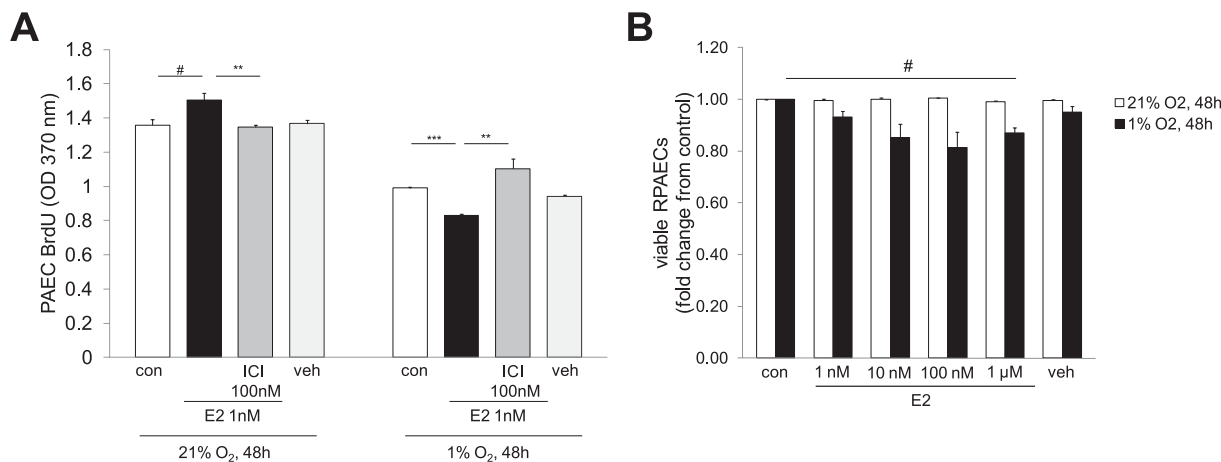 A
PAEC BrdU (OD 370 nm)
1.8
1.6
1.4
1.2
1
0.8
0.6
0.4
0.2
0
# ** *** **
con ICI veh con ICI veh
100nM 100nM
E2 1nM E2 1nM
21% O2, 48h 1% O2, 48h
B
viable RPAECs
(fold change from control)
1.20
1.00
0.80
0.60
0.40
0.20
0.00
#
21% O2, 48h
1% O2, 48h
con 1 nM 10 nM 100 nM 1 µM veh
E2